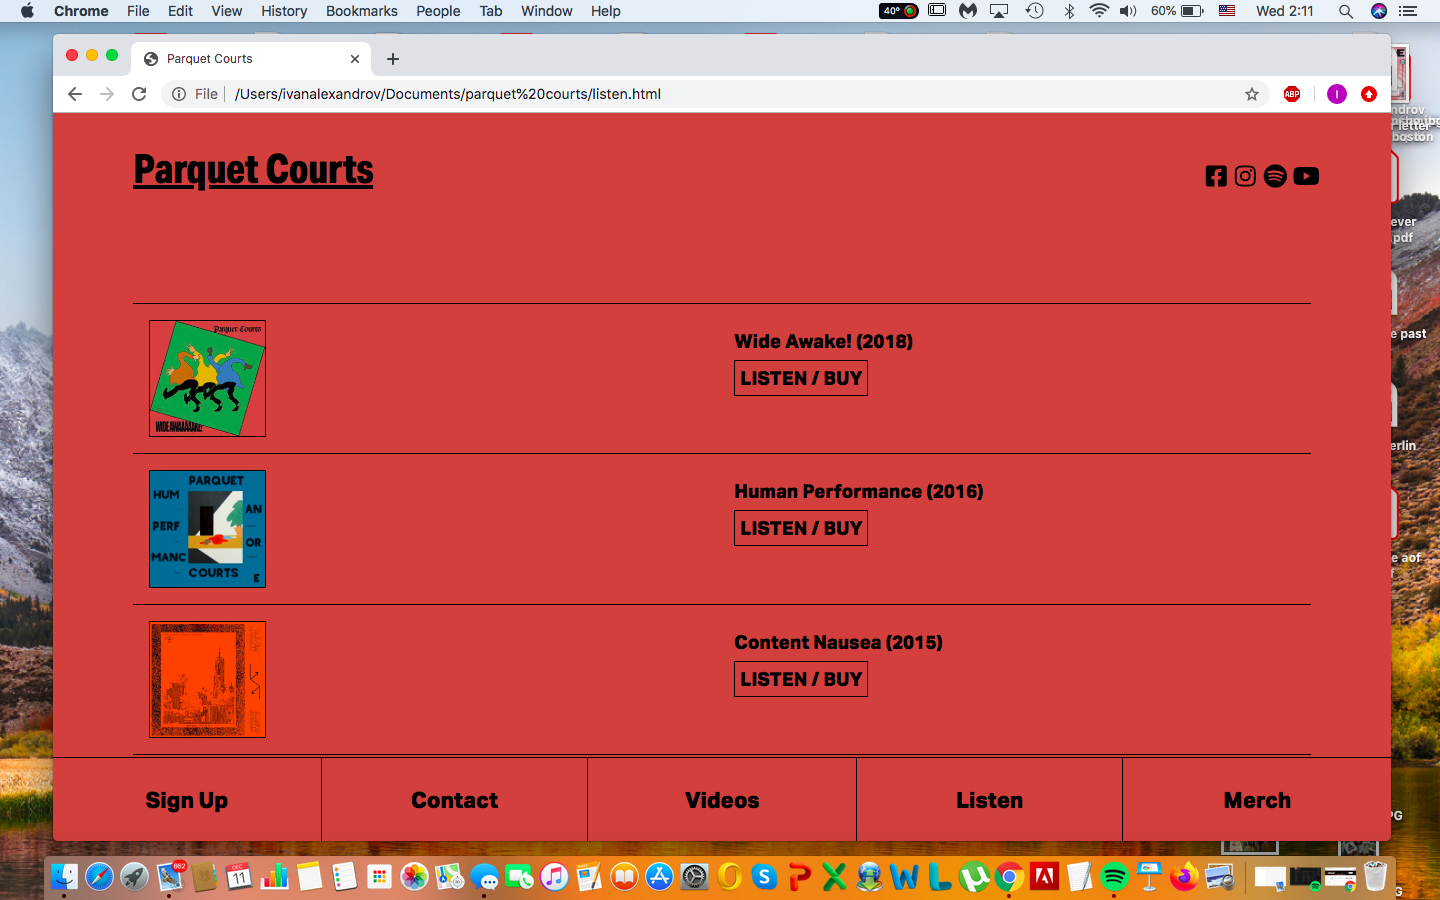 Chrome File Edit View History Bookmarks People Tab Window Help 40° 60% Wed 2:11
Parquet Courts
File /Users/ivanalexandrov/Documents/parquet%20courts/listen.html ABP I
Parquet Courts
Parquet Courts
WIDE AWAAAAAKE!
Wide Awake! (2018)
LISTEN / BUY
PARQUET
HUM AN
PERF OR
MANC E
COURTS
Human Performance (2016)
LISTEN / BUY
Content Nausea (2015)
LISTEN / BUY
Sign Up Contact Videos Listen Merch
ndrov
letter
boston
ever
.pdf
e past
erlin
e aof
f
PG
G
662
DEC
11